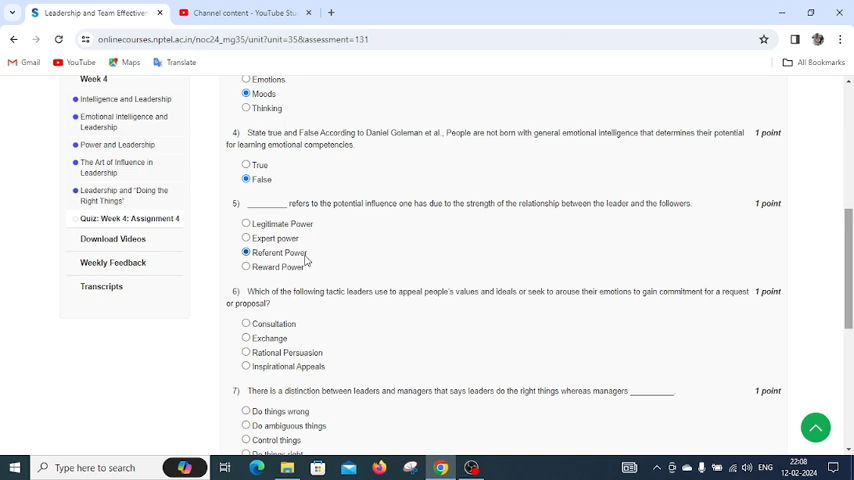 Leadership and Team Effective
Channel content - YouTube Stu
onlinecourses.nptel.ac.in/noc24_mg35/unit?unit=35&assessment=131
Gmail
YouTube
Maps
Translate
All Bookmarks
Week 4
Intelligence and Leadership
Emotional Intelligence and
Leadership
Power and Leadership
The Art of Influence in
Leadership
Leadership and "Doing the
Right Things"
Quiz: Week 4: Assignment 4
Download Videos
Weekly Feedback
Transcripts
Emotions
Moods
Thinking
4) State true and False According to Daniel Goleman et al., People are not born with general emotional intelligence that determines their potential 1 point
for learning emotional competencies.
True
False
5) ________ refers to the potential influence one has due to the strength of the relationship between the leader and the followers. 1 point
Legitimate Power
Expert power
Referent Power
Reward Power
6) Which of the following tactic leaders use to appeal people's values and ideals or seek to arouse their emotions to gain commitment for a request 1 point
or proposal?
Consultation
Exchange
Rational Persuasion
Inspirational Appeals
7) There is a distinction between leaders and managers that says leaders do the right things whereas managers _________. 1 point
Do things wrong
Do ambiguous things
Control things
Do things right
Type here to search
ENG
22:08
12-02-2024